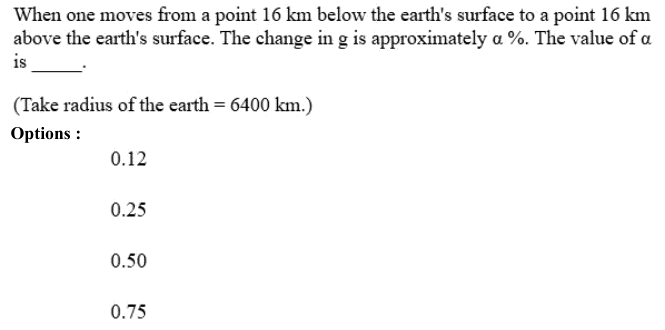 When one moves from a point 16 km below the earth's surface to a point 16 km
above the earth's surface. The change in g is approximately α %. The value of α
is _____.
(Take radius of the earth = 6400 km.)
Options :
0.12
0.25
0.50
0.75